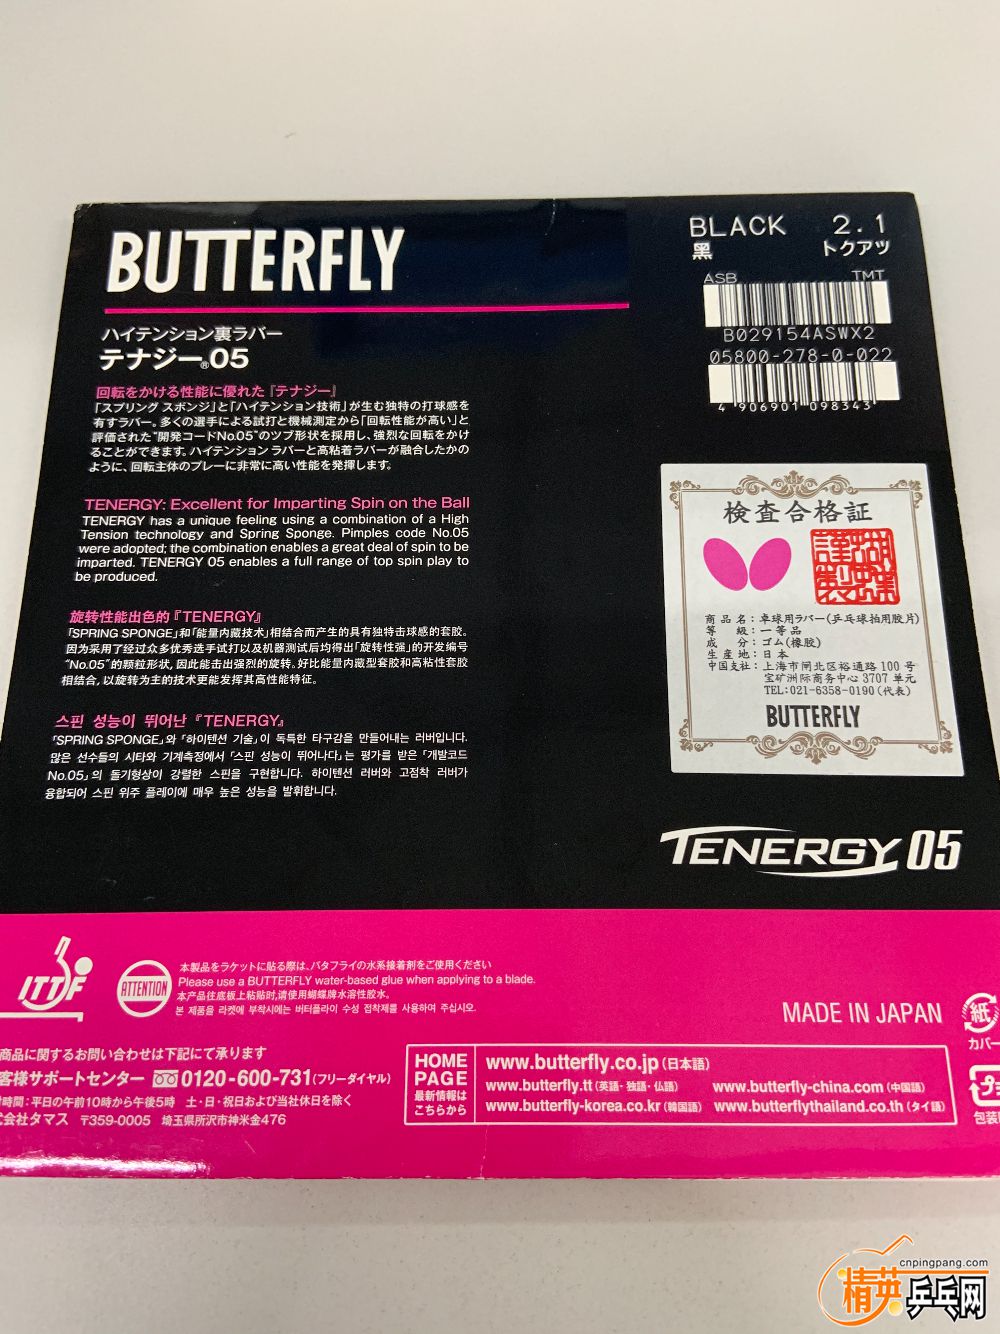 BUTTERFLY
BLACK 2.1
黑 トクアツ
ASB TMT
B029154ASWX2
05800-278-0-022
4 906901 098343
ハイテンション裏ラバー
テナジー®05
回転をかける性能に優れた『テナジー』
「スプリング スポンジ」と「ハイテンション技術」が生む独特の打球感を
有すラバー。多くの選手による試打と機械測定から「回転性能が高い」と
評価された"開発コードNo.05"のツブ形状を採用し、強烈な回転をかけ
ることができます。ハイテンション ラバーと高粘着ラバーが融合したかの
ように、回転主体のプレーに非常に高い性能を発揮します。
TENERGY: Excellent for Imparting Spin on the Ball
TENERGY has a unique feeling using a combination of a High
Tension technology and Spring Sponge. Pimples code No.05
were adopted; the combination enables a great deal of spin to be
imparted. TENERGY 05 enables a full range of top spin play to
be produced.
旋转性能出色的『TENERGY』
「SPRING SPONGE」和「能量内藏技术」相结合而产生的具有独特击球感的套胶。
因为采用了经过众多优秀选手试打以及机器测试后均得出「旋转性强」的开发编号
"No.05"的颗粒形状, 因此能击出强烈的旋转。好比能量内藏型套胶和高粘性套胶
相结合, 以旋转为主的技术更能发挥其高性能特征。
스핀 성능이 뛰어난 『TENERGY』
「SPRING SPONGE」와 「하이텐션 기술」이 독특한 타구감을 만들어내는 러버입니다.
많은 선수들의 시타와 기계측정에서 「스핀 성능이 뛰어나다」는 평가를 받은 "개발코드
No.05"의 돌기형상이 강렬한 스핀을 구현합니다. 하이텐션 러버와 고점착 러버가
융합되어 스핀 위주 플레이에 매우 높은 성능을 발휘합니다.
検査合格証
商 品 名：卓球用ラバー(乒乓球拍用胶片)
等 級：一等品
成 分：ゴム(橡胶)
生 産 地：日本
中国支社：上海市闸北区裕通路 100 号
宝矿洲际商务中心 3707 单元
TEL:021-6358-0190 (代表)
BUTTERFLY
TENERGY 05
ITTF
ATTENTION
本製品をラケットに貼る際は、バタフライの水系接着剤をご使用ください
Please use a BUTTERFLY water-based glue when applying to a blade.
本产品往底板上粘贴时,请使用蝴蝶牌水溶性胶水.
본 제품을 라켓에 부착시에는 버터플라이 수성 접착제를 사용하여 주십시오.
MADE IN JAPAN
紙
カバー
商品に関するお問い合わせは下記にて承ります
客様サポートセンター 0120-600-731(フリーダイヤル)
時間：平日の午前10時から午後5時 土・日・祝日および当社休日を除く
式会社タマス 〒359-0005 埼玉県所沢市神米金476
HOME PAGE
最新情報は
こちらから
www.butterfly.co.jp(日本語)
www.butterfly.tt(英語・独語・仏語) www.butterfly-china.com(中国語)
www.butterfly-korea.co.kr(韓国語) www.butterflythailand.co.th(タイ語)
プラ
包装
cnpingpang.com
精英乒乓网